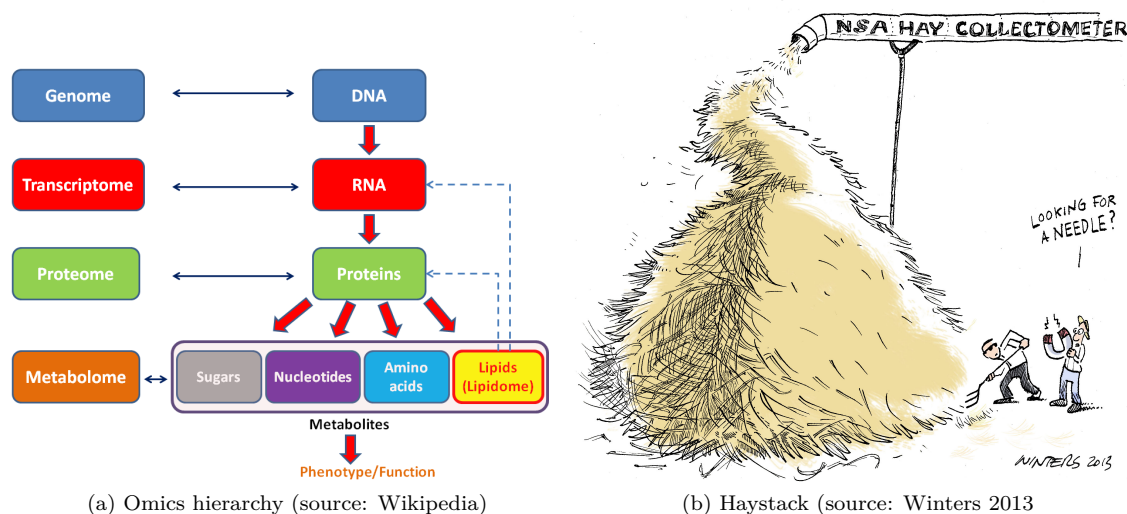 Genome
DNA
Transcriptome
RNA
Proteome
Proteins
Metabolome
Sugars
Nucleotides
Amino
acids
Lipids
(Lipidome)
Metabolites
Phenotype/Function
(a) Omics hierarchy (source: Wikipedia)
NSA HAY COLLECTOMETER
LOOKING FOR
A NEEDLE?
WINTERS 2013
(b) Haystack (source: Winters 2013